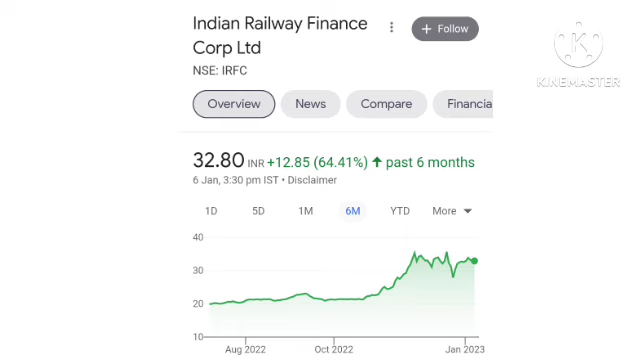 Indian Railway Finance
Corp Ltd
+ Follow
NSE: IRFC
Overview
News
Compare
Financia
32.80 INR +12.85 (64.41%) ↑ past 6 months
6 Jan, 3:30 pm IST • Disclaimer
1D 5D 1M 6M YTD More
40
30
20
10
Aug 2022 Oct 2022 Jan 2023
K
KINEMASTER